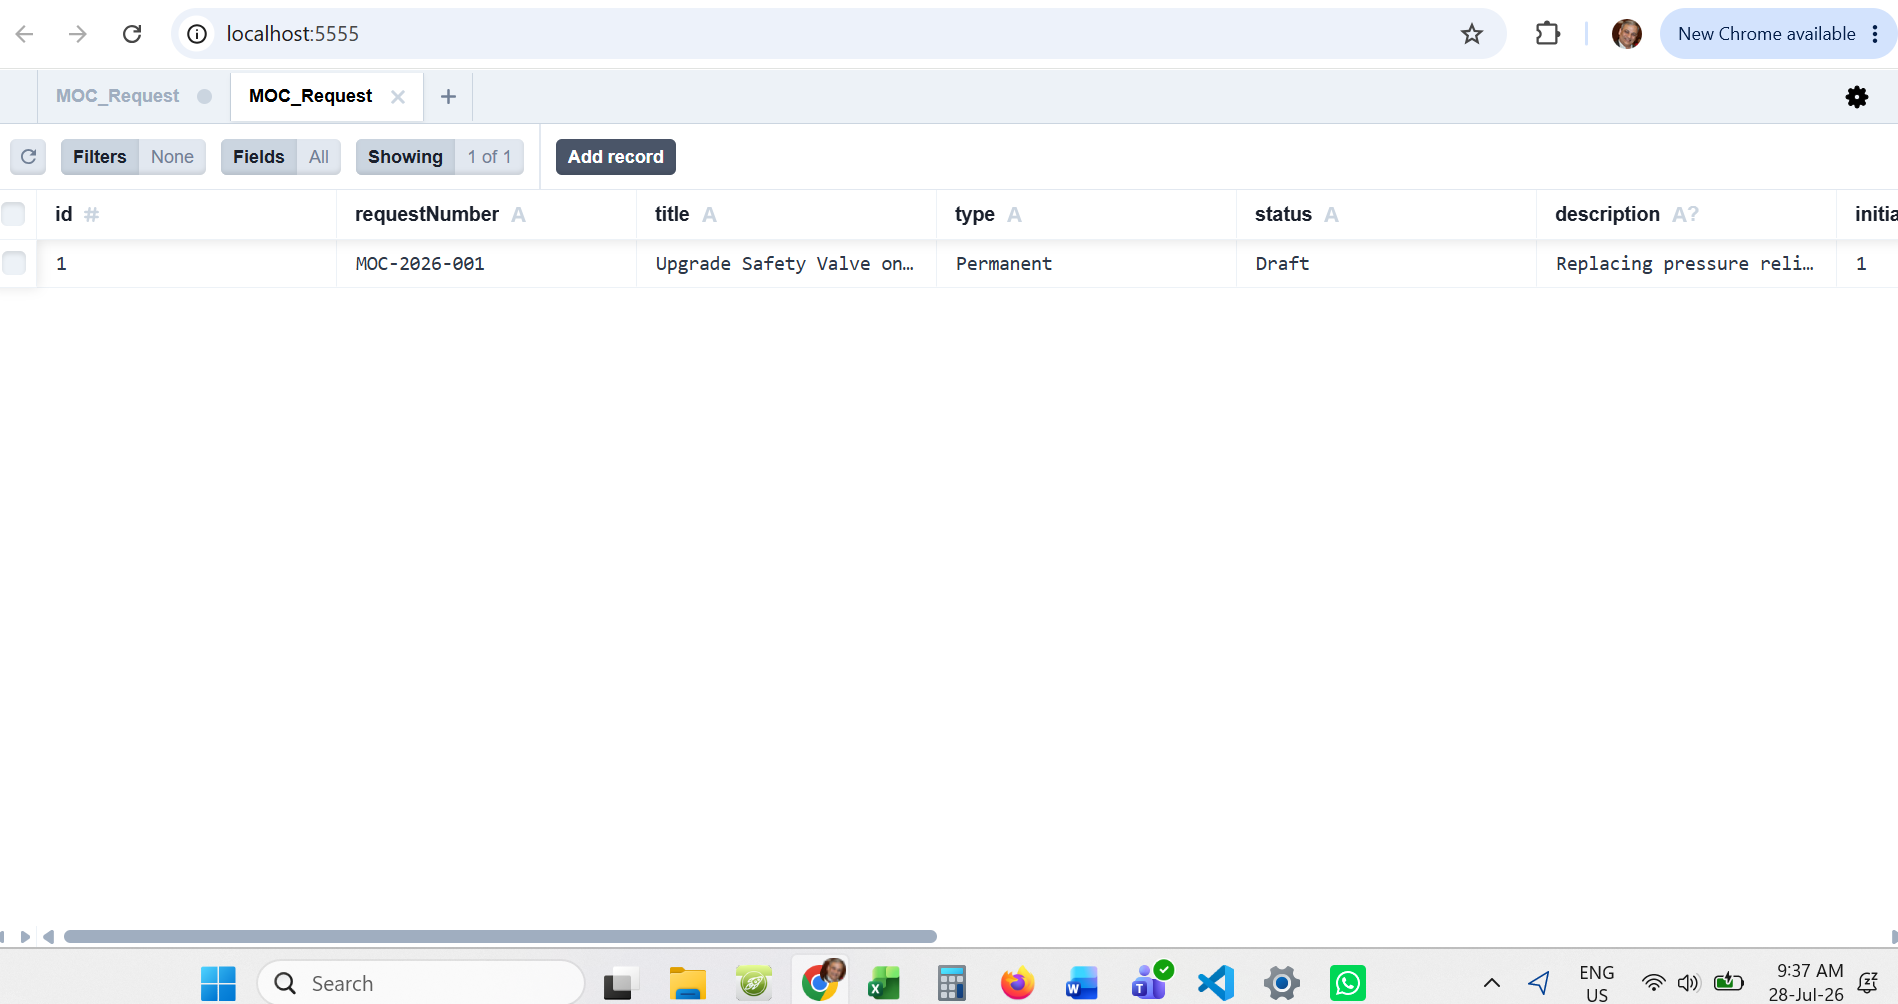 localhost:5555
New Chrome available
MOC_Request
MOC_Request
Filters None Fields All Showing 1 of 1 Add record
id # requestNumber A title A type A status A description A? initia
1 MOC-2026-001 Upgrade Safety Valve on… Permanent Draft Replacing pressure reli… 1
Search
ENG
US
9:37 AM
28-Jul-26